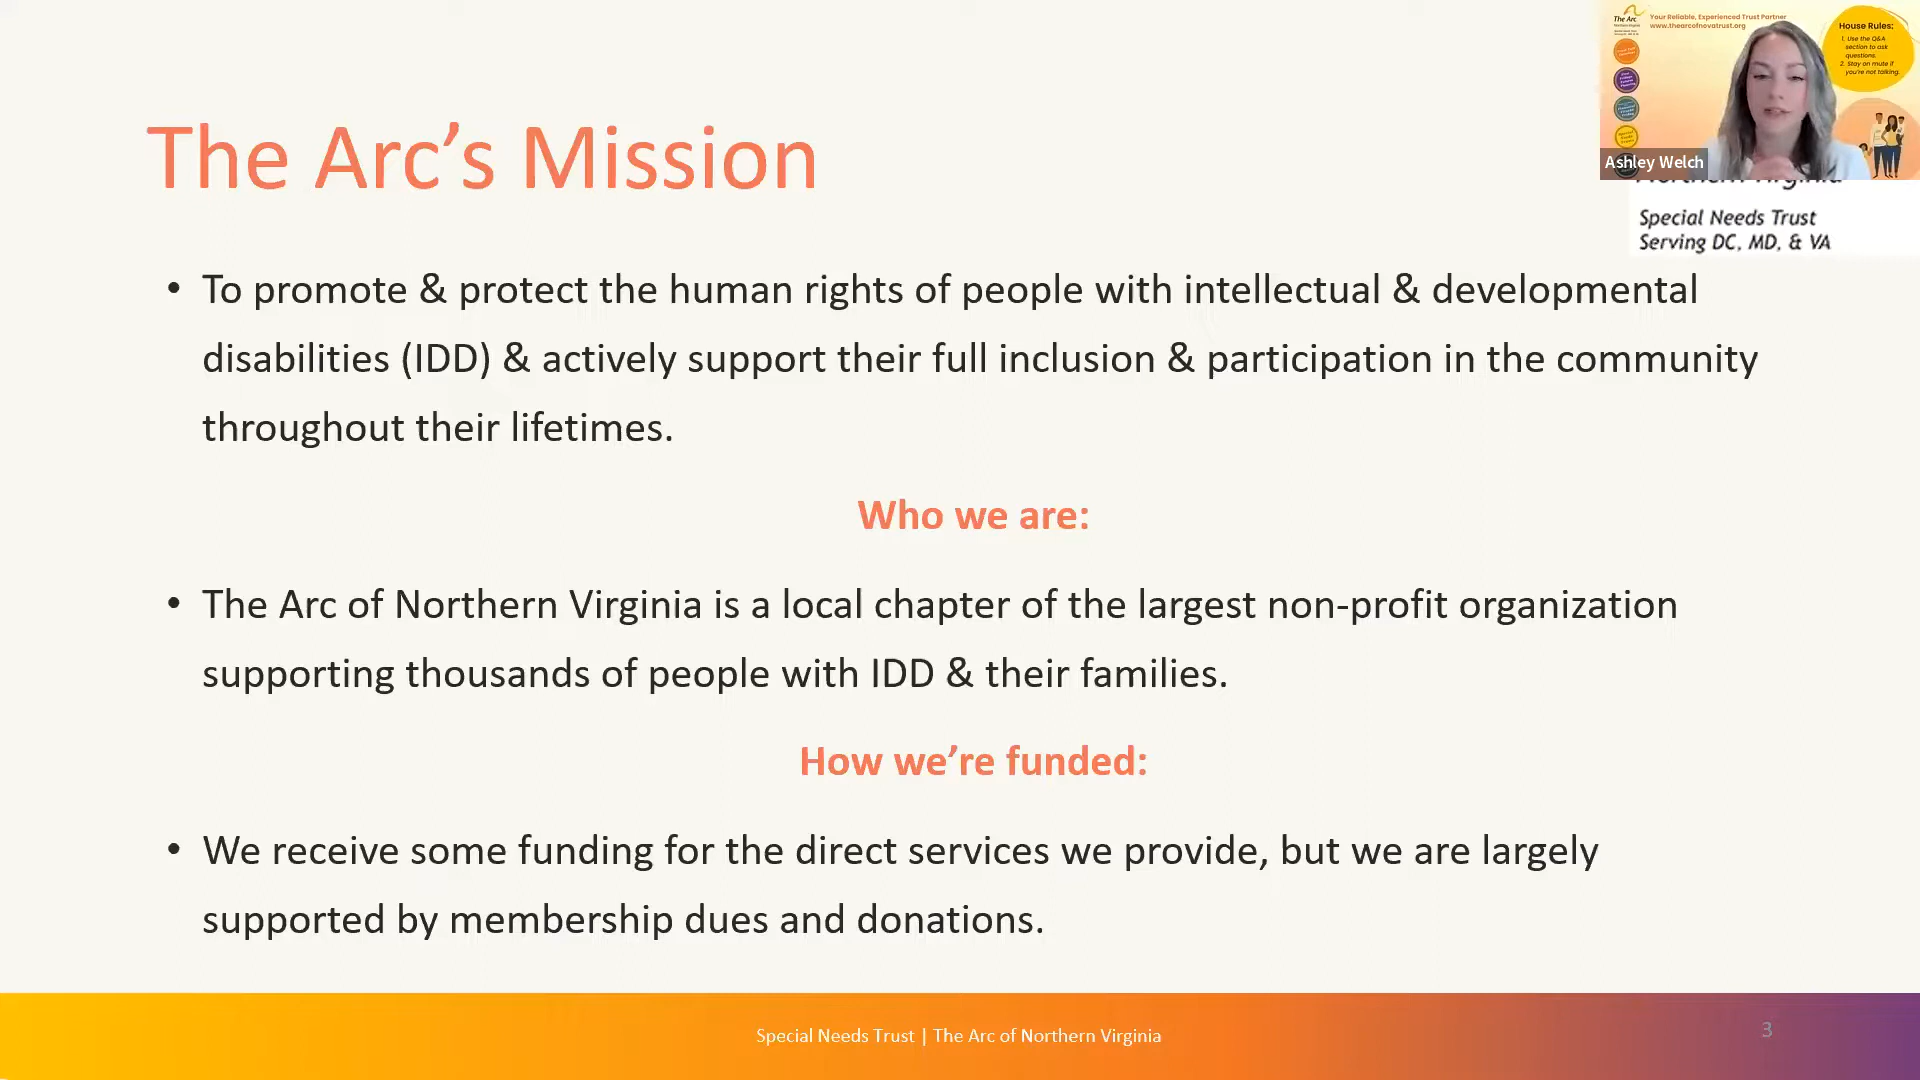 The Arc
Your Reliable, Experienced Trust Partner
www.thearcofnovatrust.org
House Rules:
1. Use the Q&A
section to ask
questions.
2. Stay on mute if
you're not talking.
Ashley Welch
Northern Virginia
Special Needs Trust
Serving DC, MD, & VA
The Arc’s Mission
• To promote & protect the human rights of people with intellectual & developmental
disabilities (IDD) & actively support their full inclusion & participation in the community
throughout their lifetimes.
Who we are:
• The Arc of Northern Virginia is a local chapter of the largest non-profit organization
supporting thousands of people with IDD & their families.
How we’re funded:
• We receive some funding for the direct services we provide, but we are largely
supported by membership dues and donations.
Special Needs Trust | The Arc of Northern Virginia
3